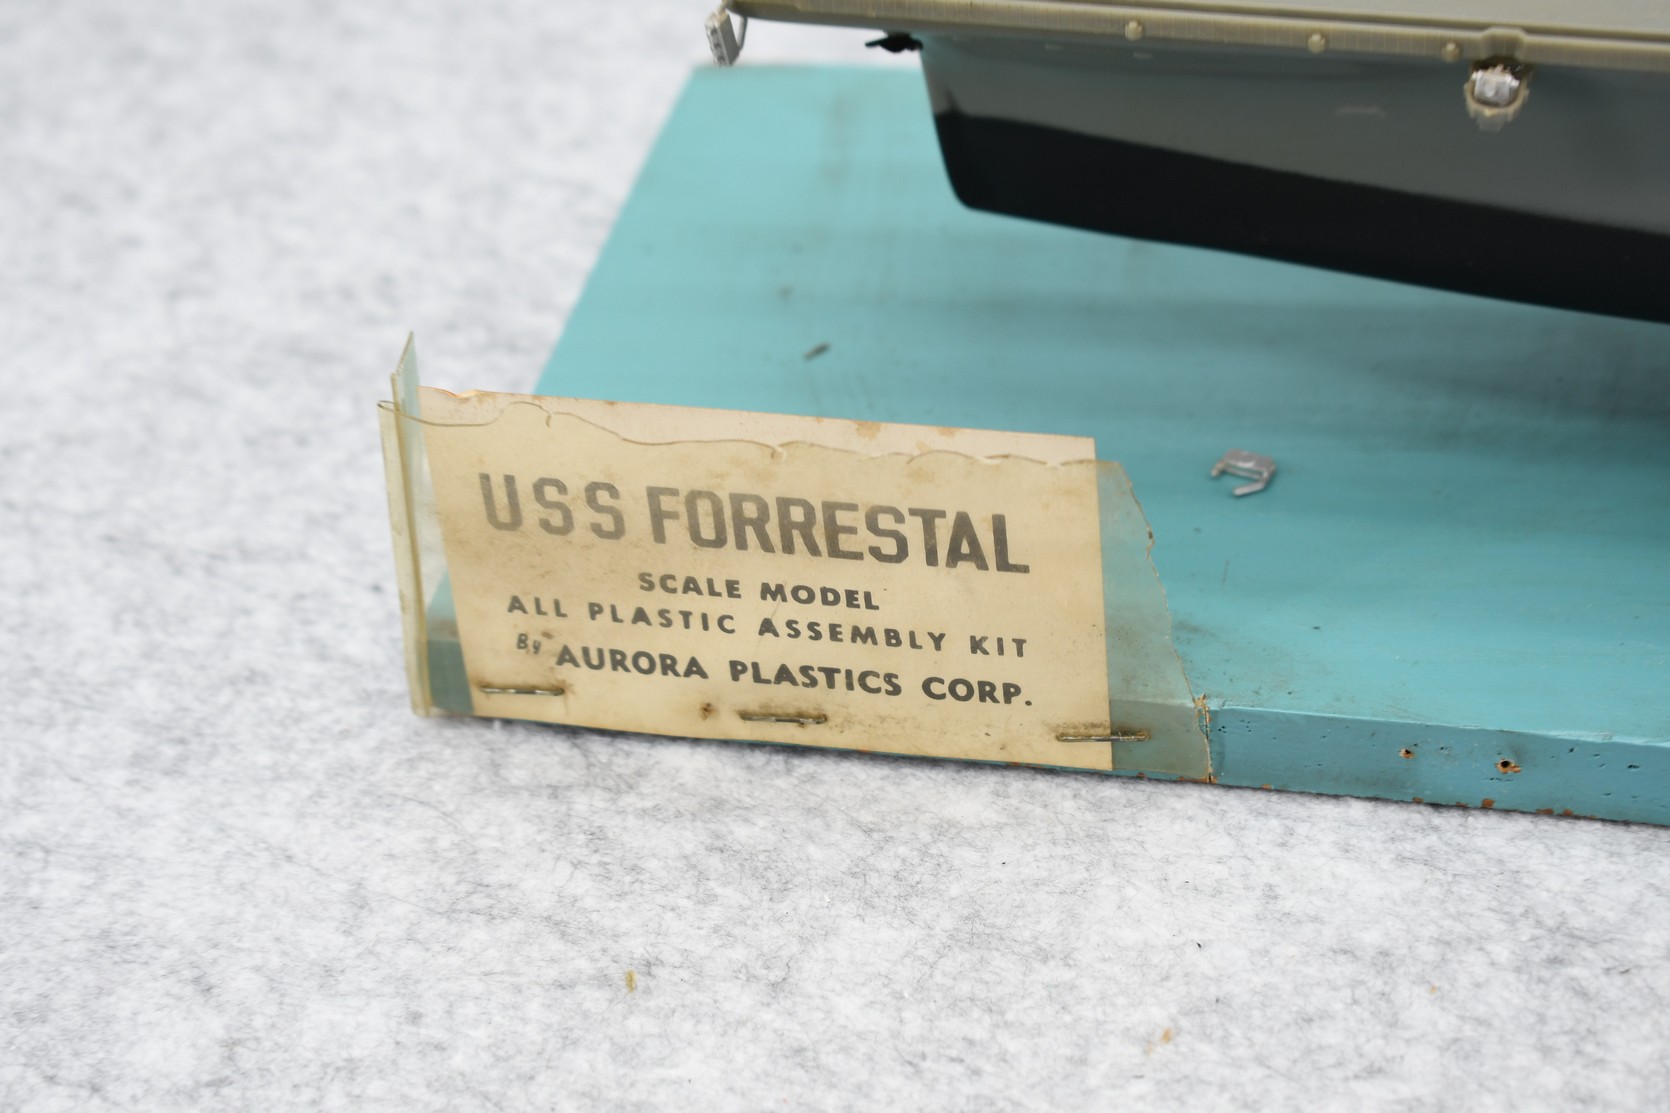 USS FORRESTAL
SCALE MODEL
ALL PLASTIC ASSEMBLY KIT
By AURORA PLASTICS CORP.